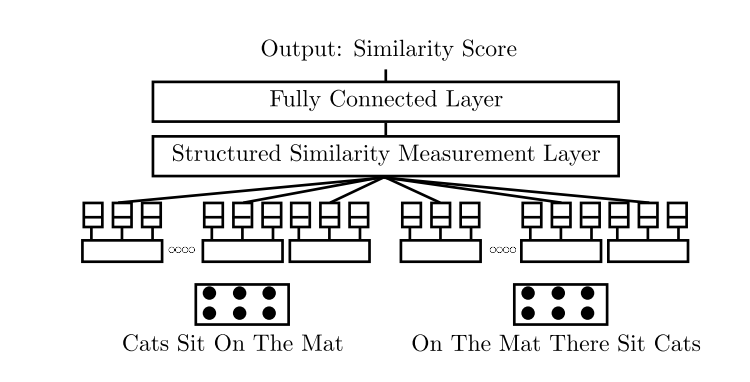 Output: Similarity Score
Fully Connected Layer
Structured Similarity Measurement Layer
Cats Sit On The Mat
On The Mat There Sit Cats